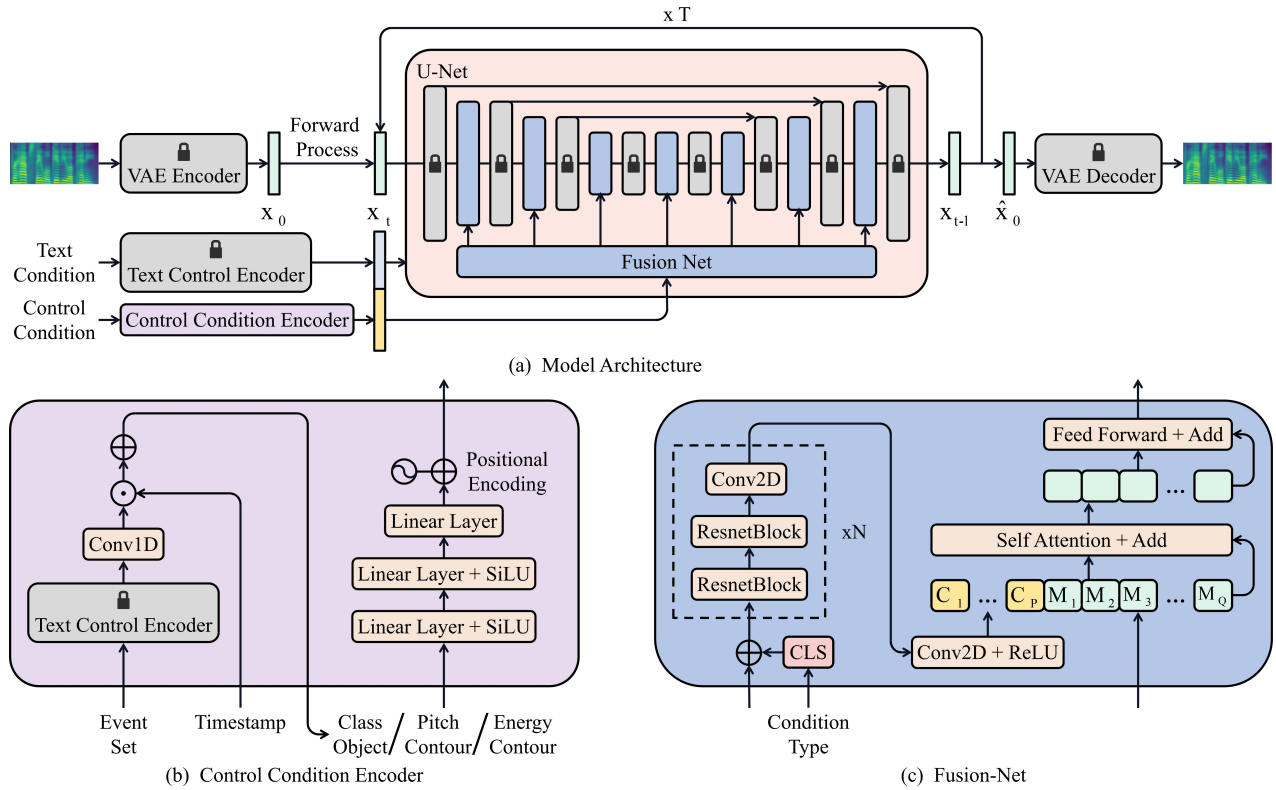 x T
U-Net
Forward
Process
VAE Encoder
VAE Decoder
x 0
x t
x t-1
x̂ 0
Text
Condition
Text Control Encoder
Fusion Net
Control
Condition
Control Condition Encoder
(a) Model Architecture
Positional
Encoding
Conv1D
Linear Layer
Linear Layer + SiLU
Text Control Encoder
Linear Layer + SiLU
Event
Set
Timestamp
Class
Object
/
Pitch
Contour
/
Energy
Contour
(b) Control Condition Encoder
Feed Forward + Add
Conv2D
...
ResnetBlock
xN
Self Attention + Add
ResnetBlock
C 1 ... C P M 1 M 2 M 3 ... M Q
CLS
Conv2D + ReLU
Condition
Type
(c) Fusion-Net